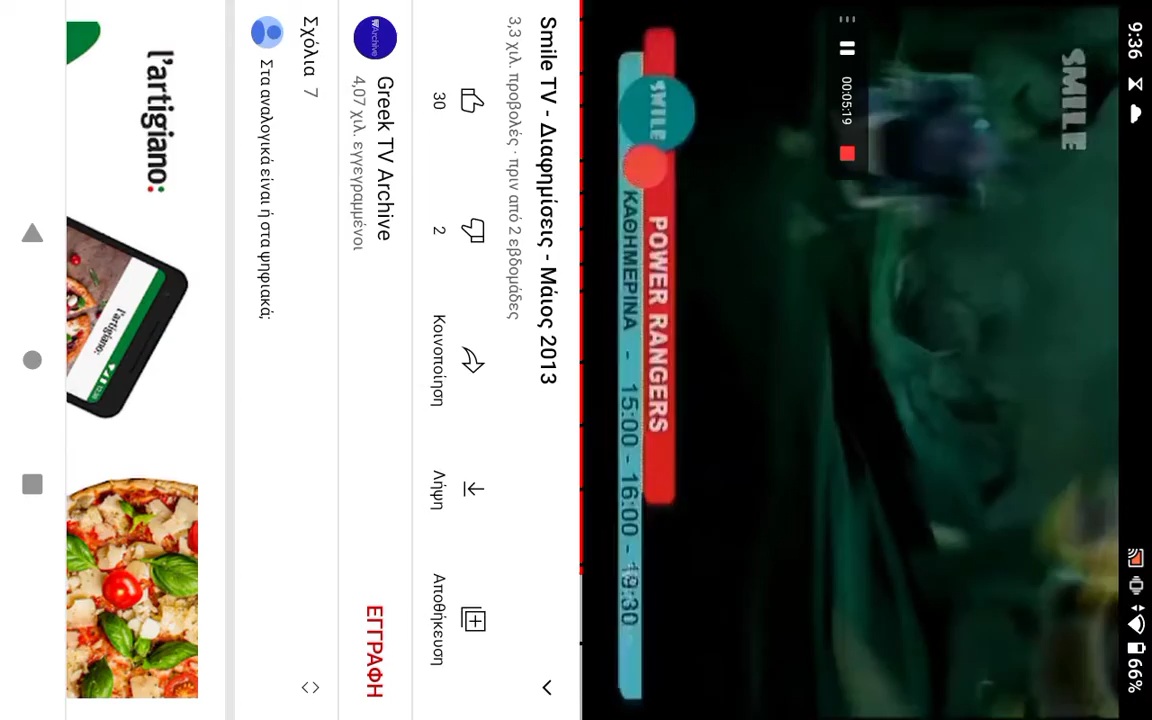 9:36
66%
SMILE
00:05:19
SMILE
POWER RANGERS
ΚΑΘΗΜΕΡΙΝΑ - 15:00 - 16:00 - 19:30
Smile TV - Διαφημίσεις - Μάιος 2013
3,3 χιλ. προβολές · πριν από 2 εβδομάδες
30
2
Κοινοποίηση
Λήψη
Αποθήκευση
Greek TV Archive
4,07 χιλ. εγγεγραμμένοι
ΕΓΓΡΑΦΗ
Σχόλια 7
Στα αναλογικά είναι ή στα ψηφιακά;
l'artigiano:
l'artigiano: